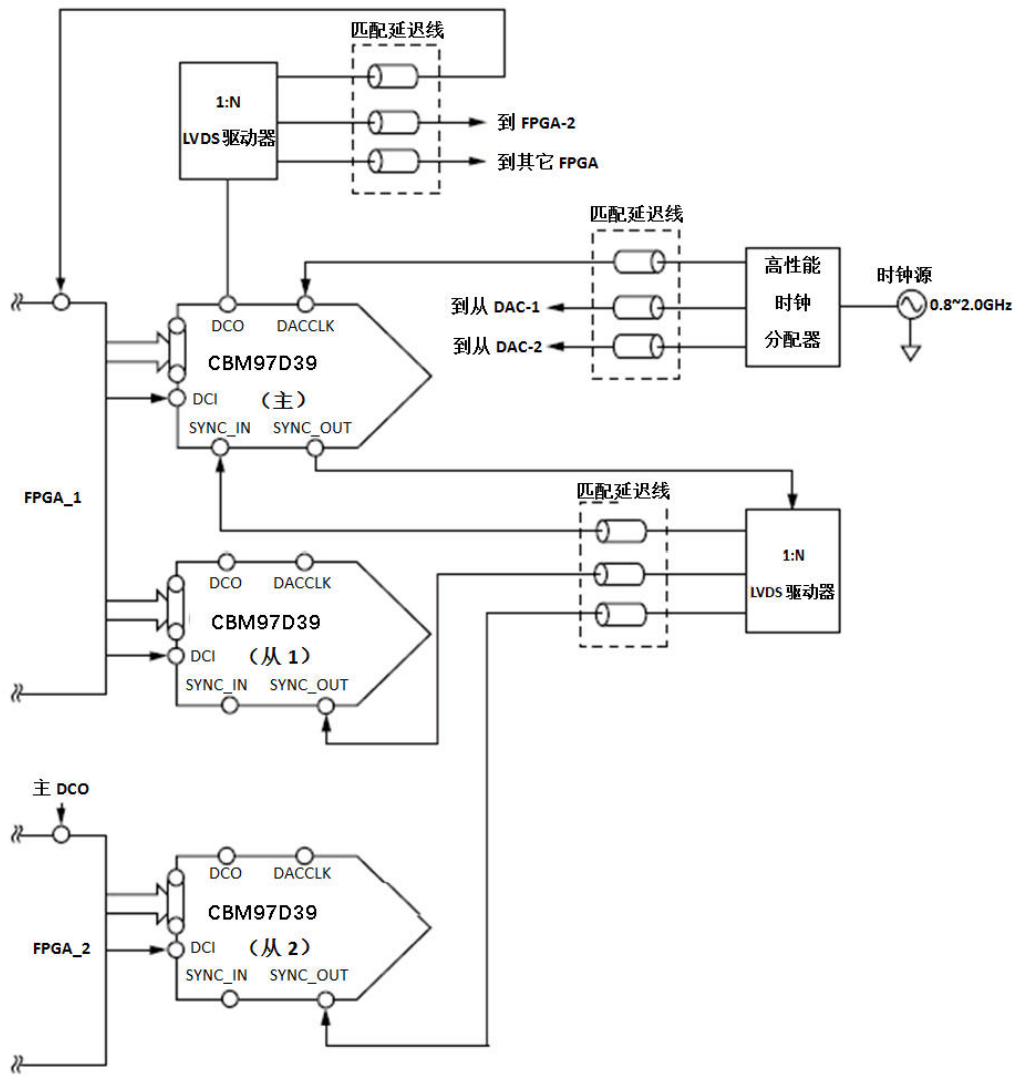 匹配延迟线
1:N
LVDS 驱动器
到 FPGA-2
到其它 FPGA
匹配延迟线
高性能
时钟
分配器
时钟源
0.8~2.0GHz
到从 DAC-1
到从 DAC-2
DCO
DACCLK
CBM97D39
（主）
DCI
SYNC_IN
SYNC_OUT
FPGA_1
匹配延迟线
1:N
LVDS 驱动器
DCO
DACCLK
CBM97D39
（从 1）
DCI
SYNC_IN
SYNC_OUT
主 DCO
DCO
DACCLK
CBM97D39
（从 2）
DCI
SYNC_IN
SYNC_OUT
FPGA_2